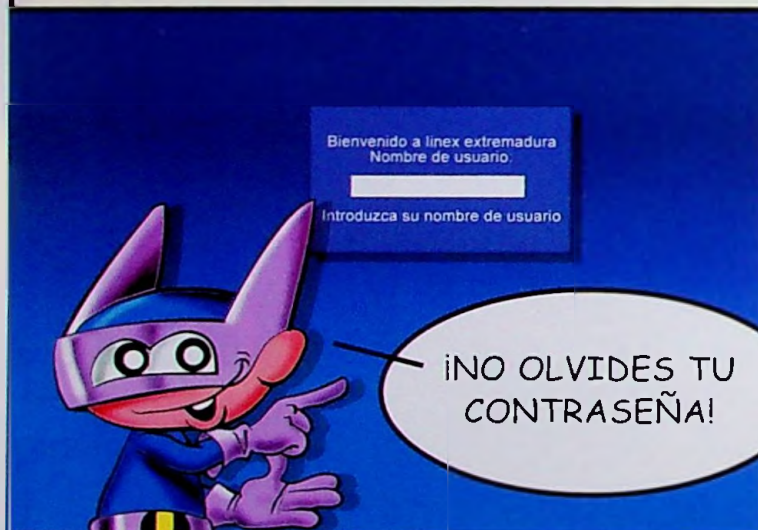 Bienvenido a linex extremadura
Nombre de usuario:
Introduzca su nombre de usuario
¡NO OLVIDES TU
CONTRASEÑA!